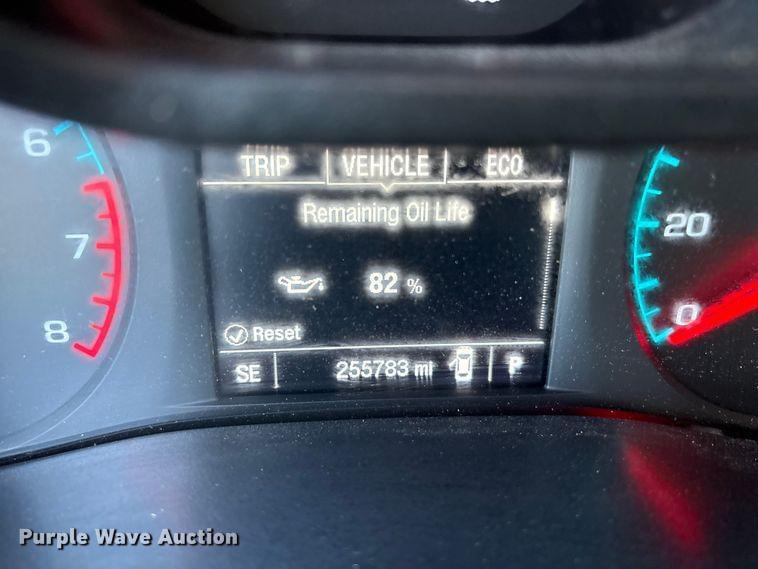 TRIP VEHICLE ECO
Remaining Oil Life
6
7
8
82 %
20
0
Reset
SE 255783 mi P
Purple Wave Auction